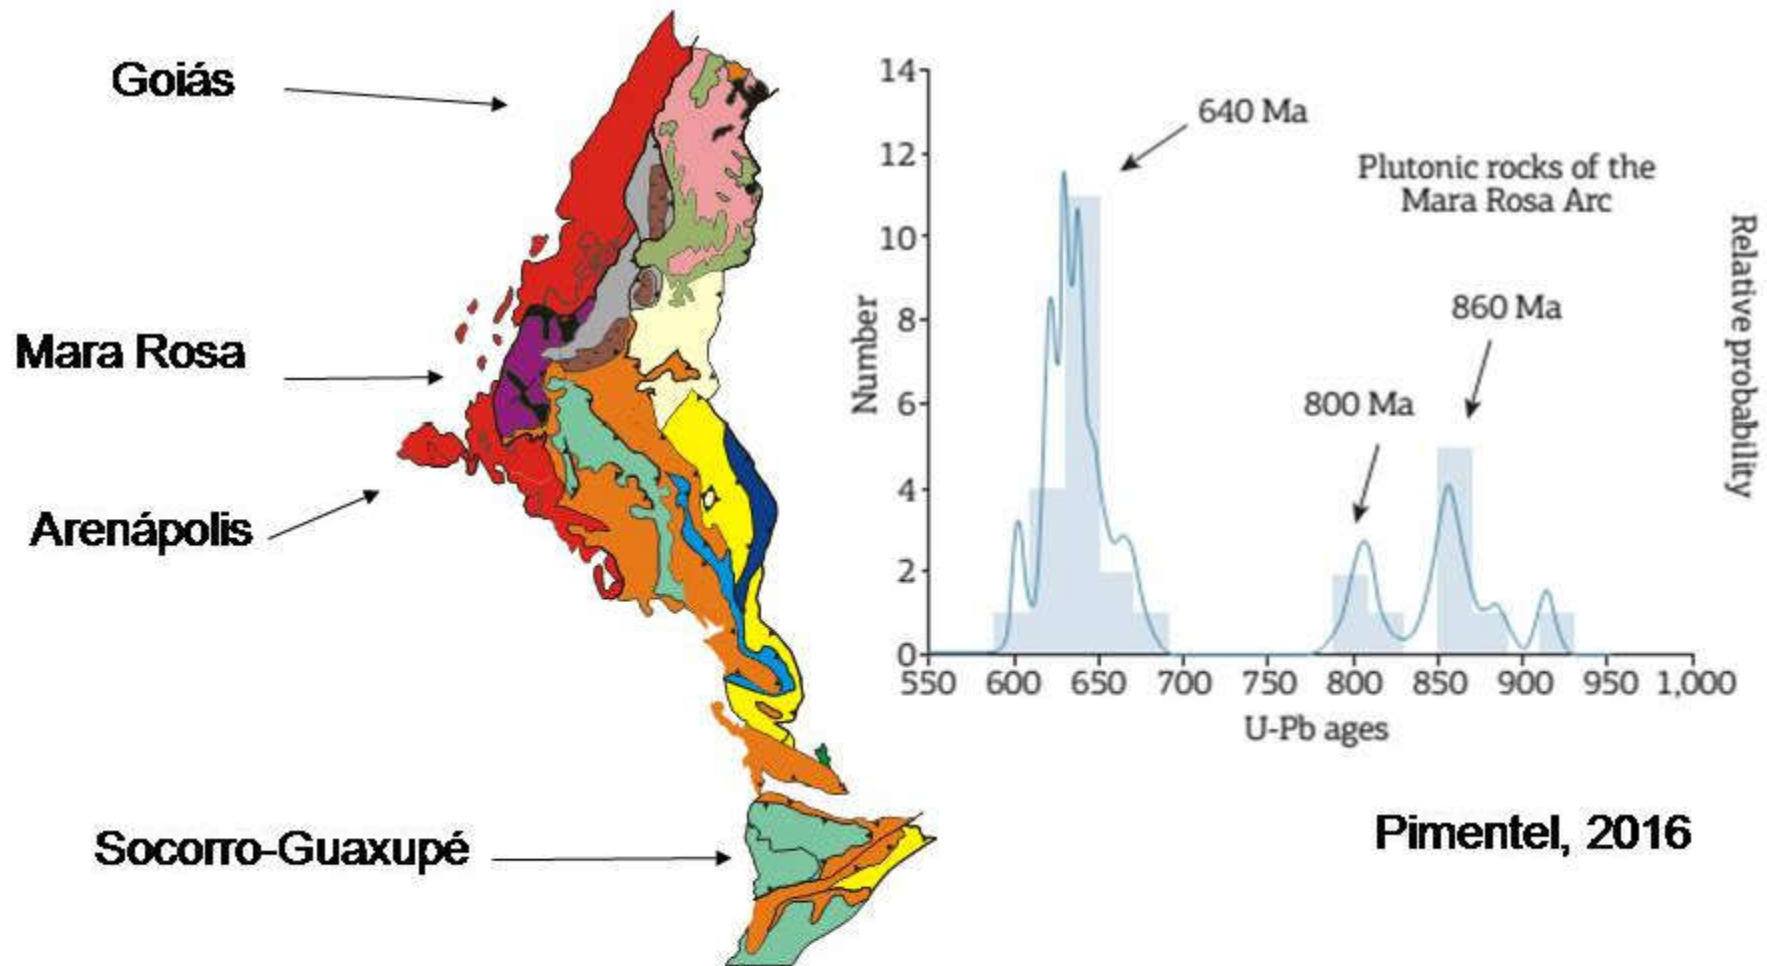 Goiás
Mara Rosa
Arenápolis
Socorro-Guaxupé
14
12
10
8
6
4
2
0
Number
640 Ma
Plutonic rocks of the
Mara Rosa Arc
860 Ma
800 Ma
Relative probability
550 600 650 700 750 800 850 900 950 1,000
U-Pb ages
Pimentel, 2016